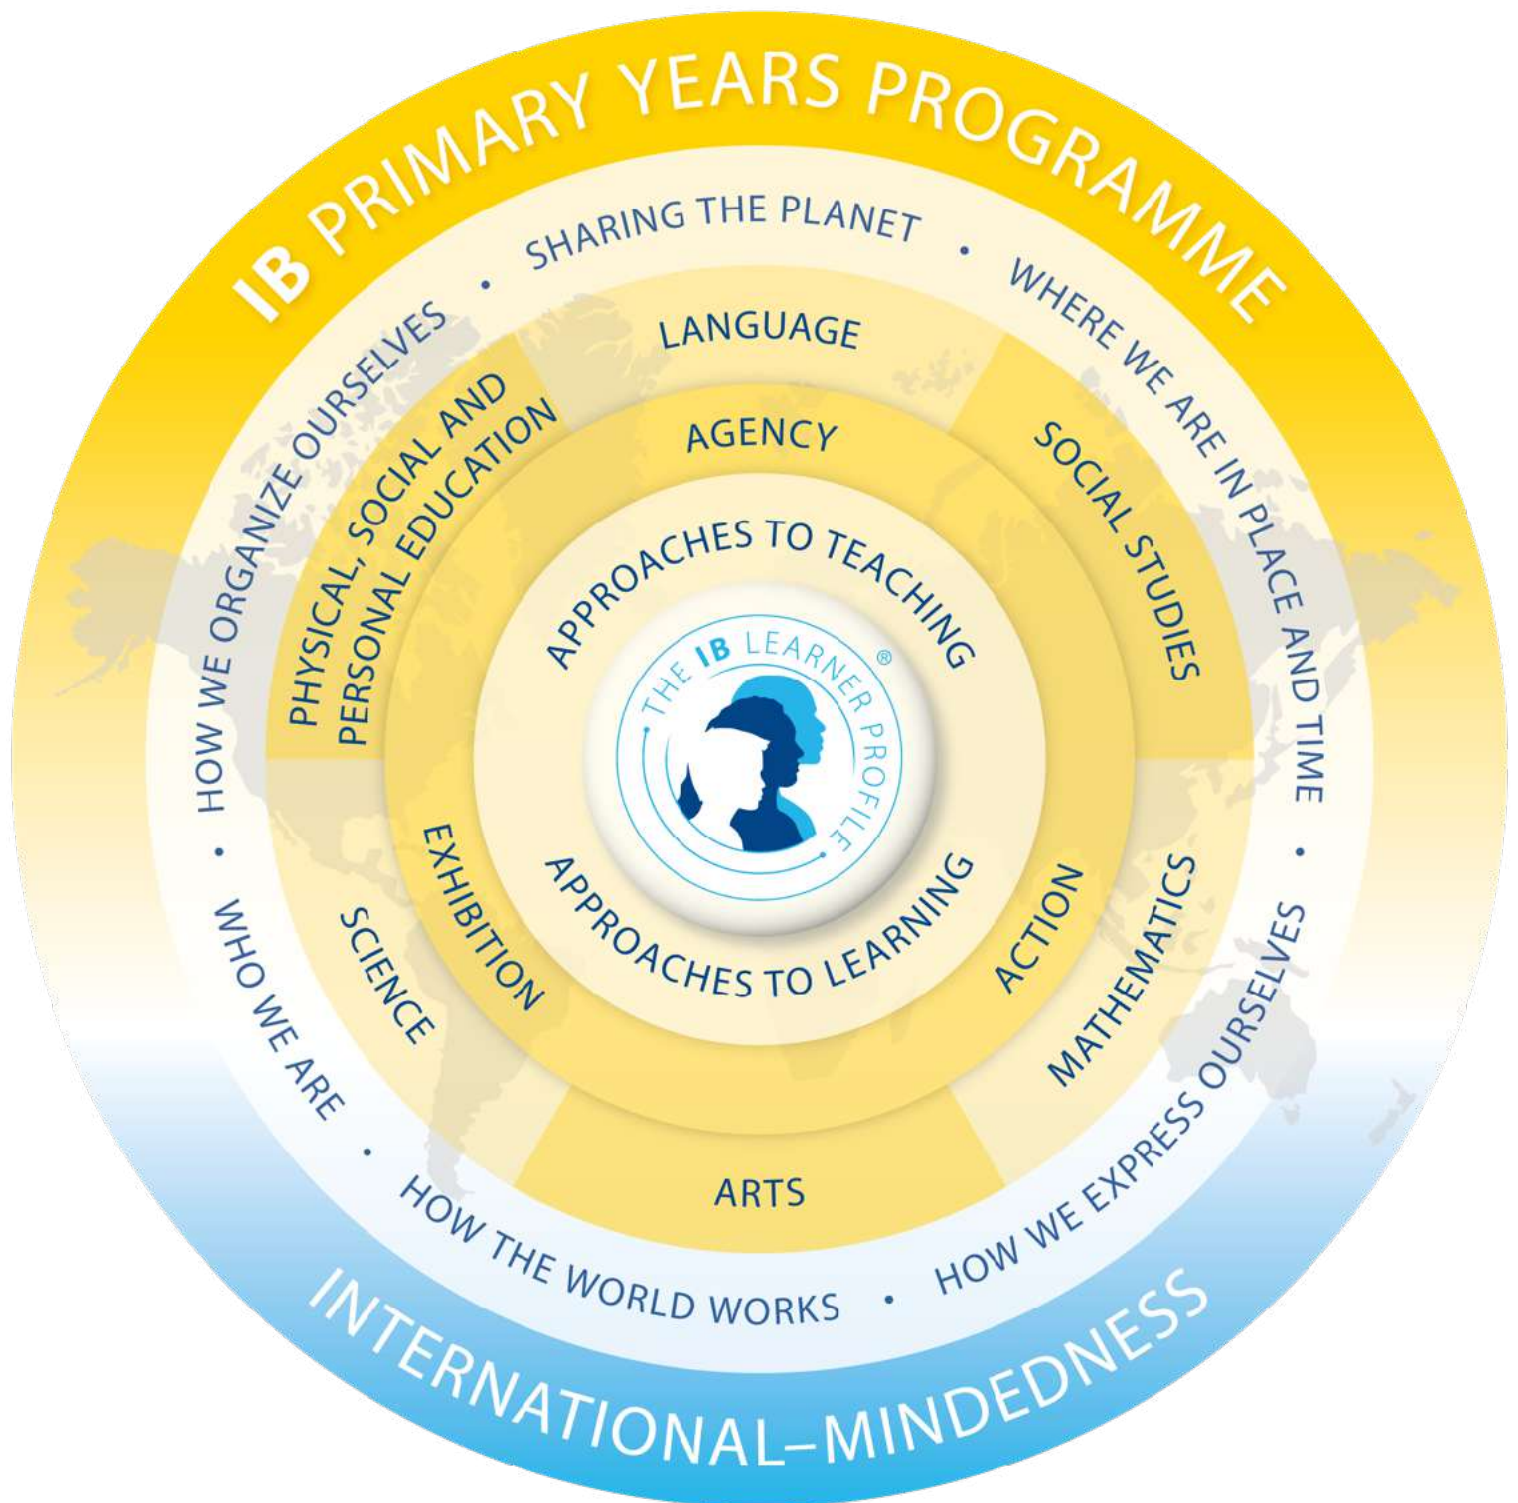 IB PRIMARY YEARS PROGRAMME
SHARING THE PLANET
•
WHERE WE ARE IN PLACE AND TIME
•
HOW WE EXPRESS OURSELVES
•
HOW THE WORLD WORKS
•
WHO WE ARE
•
HOW WE ORGANIZE OURSELVES
•
LANGUAGE
SOCIAL STUDIES
MATHEMATICS
ARTS
SCIENCE
PHYSICAL, SOCIAL AND
PERSONAL EDUCATION
AGENCY
ACTION
EXHIBITION
APPROACHES TO TEACHING
THE IB LEARNER PROFILE ®
APPROACHES TO LEARNING
INTERNATIONAL–MINDEDNESS